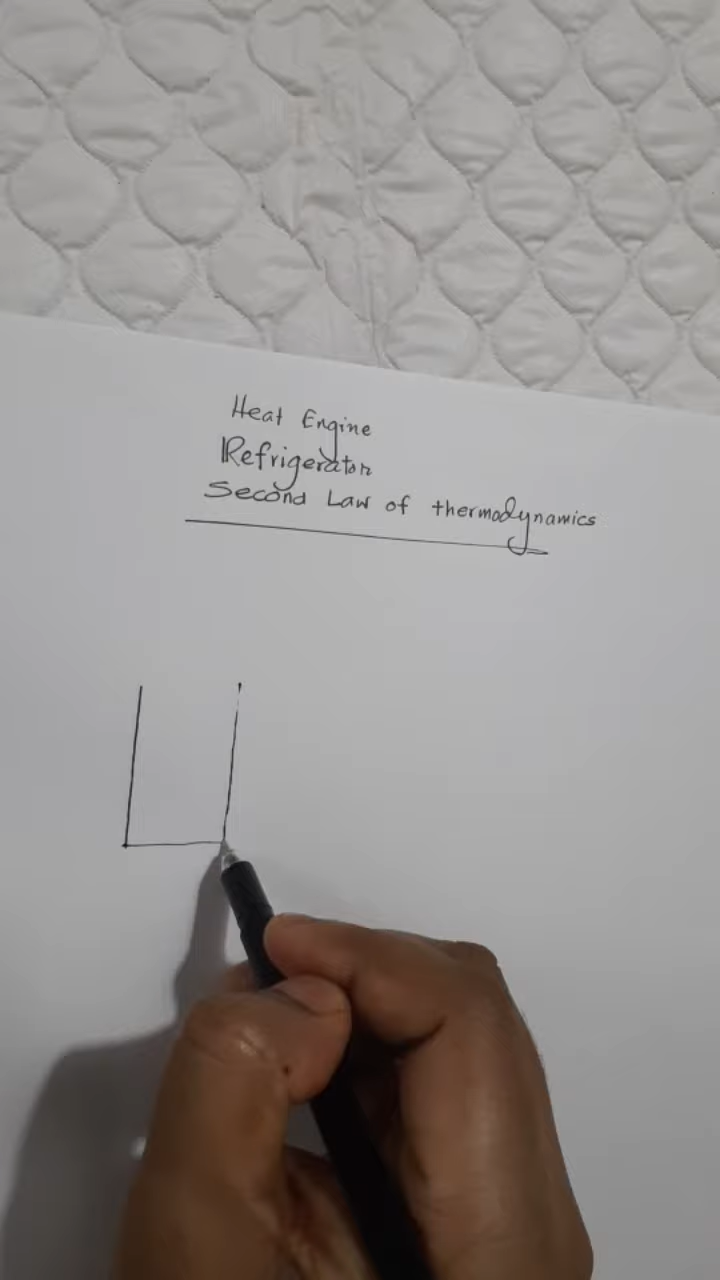 Heat Engine
Refrigerator
Second Law of thermodynamics